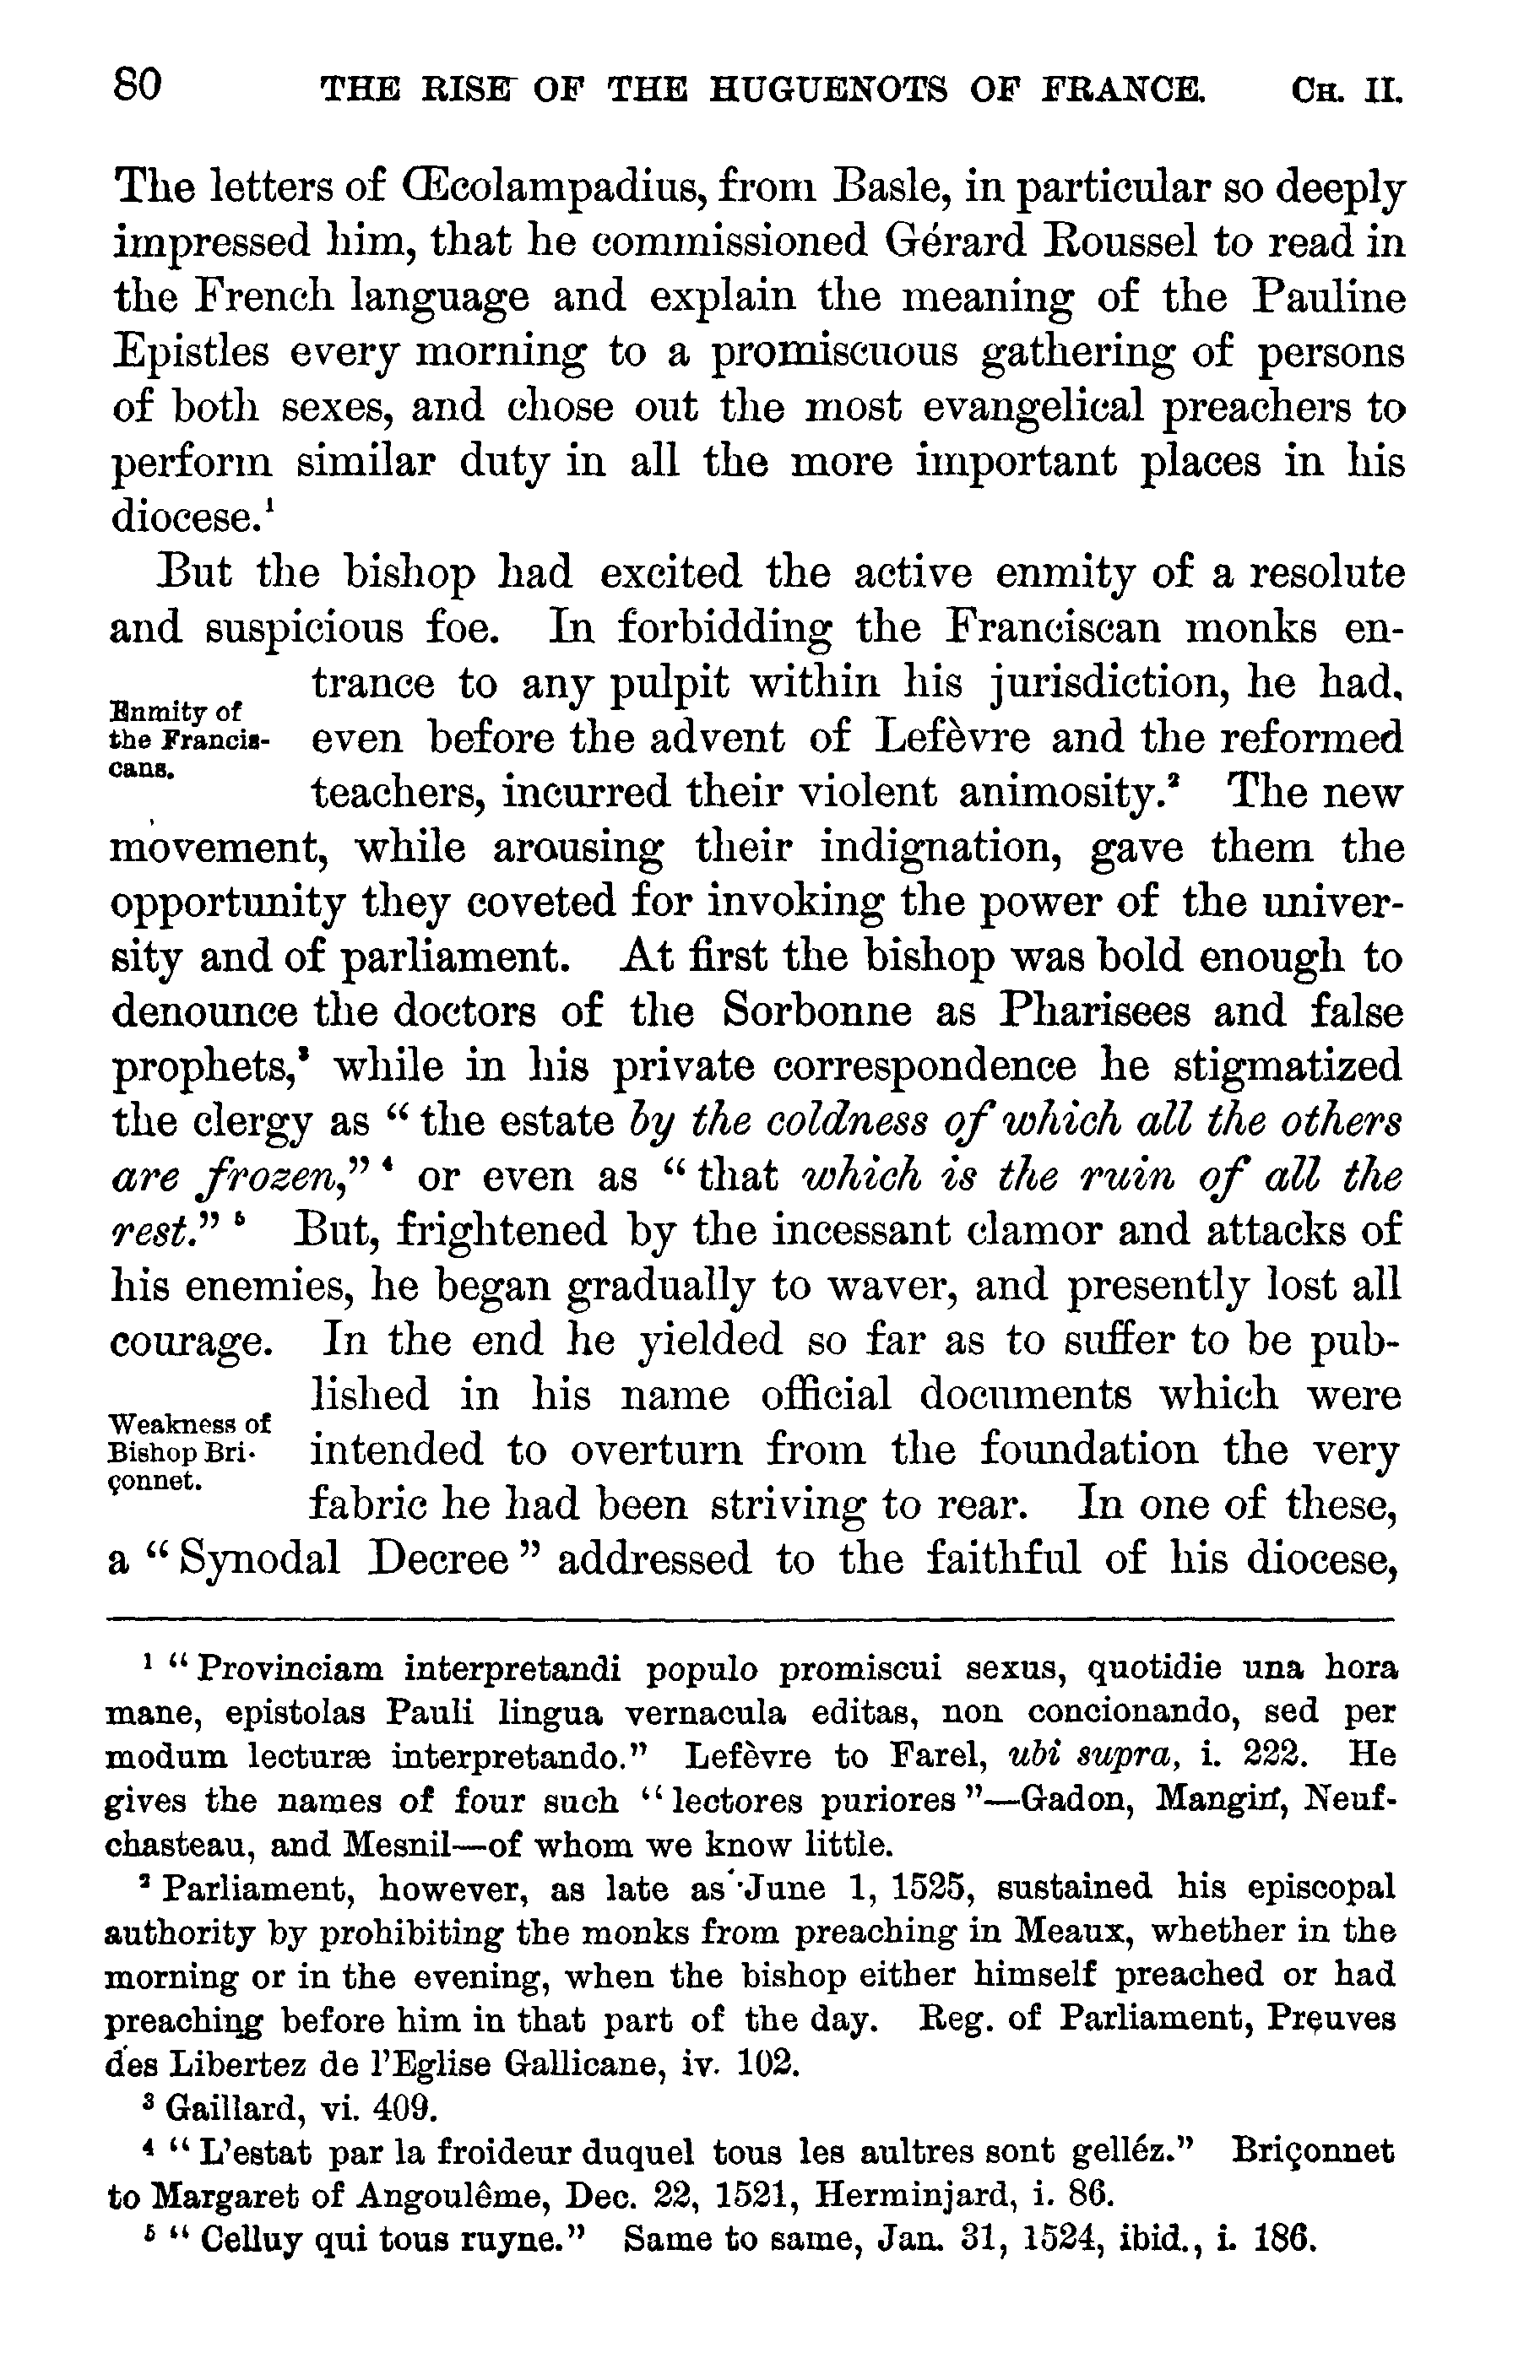 80 THE RISE OF THE HUGUENOTS OF FRANCE. CH. II.
The letters of Œcolampadius, from Basle, in particular so deeply
impressed him, that he commissioned Gérard Roussel to read in
the French language and explain the meaning of the Pauline
Epistles every morning to a promiscuous gathering of persons
of both sexes, and chose out the most evangelical preachers to
perform similar duty in all the more important places in his
diocese.¹
But the bishop had excited the active enmity of a resolute
and suspicious foe. In forbidding the Franciscan monks en-
trance to any pulpit within his jurisdiction, he had,
Enmity of
the Francis-
cans.
even before the advent of Lefèvre and the reformed
teachers, incurred their violent animosity.² The new
movement, while arousing their indignation, gave them the
opportunity they coveted for invoking the power of the univer-
sity and of parliament. At first the bishop was bold enough to
denounce the doctors of the Sorbonne as Pharisees and false
prophets,³ while in his private correspondence he stigmatized
the clergy as “the estate by the coldness of which all the others
are frozen,”⁴ or even as “that which is the ruin of all the
rest.”⁵ But, frightened by the incessant clamor and attacks of
his enemies, he began gradually to waver, and presently lost all
courage. In the end he yielded so far as to suffer to be pub-
lished in his name official documents which were
Weakness of
Bishop Bri-
çonnet.
intended to overturn from the foundation the very
fabric he had been striving to rear. In one of these,
a “Synodal Decree” addressed to the faithful of his diocese,
¹ “Provinciam interpretandi populo promiscui sexus, quotidie una hora
mane, epistolas Pauli lingua vernacula editas, non concionando, sed per
modum lecturæ interpretando.” Lefèvre to Farel, ubi supra, i. 222. He
gives the names of four such “lectores puriores”—Gadon, Mangin, Neuf-
chasteau, and Mesnil—of whom we know little.
² Parliament, however, as late as June 1, 1525, sustained his episcopal
authority by prohibiting the monks from preaching in Meaux, whether in the
morning or in the evening, when the bishop either himself preached or had
preaching before him in that part of the day. Reg. of Parliament, Preuves
des Libertez de l’Eglise Gallicane, iv. 102.
³ Gaillard, vi. 409.
⁴ “L’estat par la froideur duquel tous les aultres sont gelléz.” Briçonnet
to Margaret of Angoulême, Dec. 22, 1521, Herminjard, i. 86.
⁵ “Celluy qui tous ruyne.” Same to same, Jan. 31, 1524, ibid., i. 186.